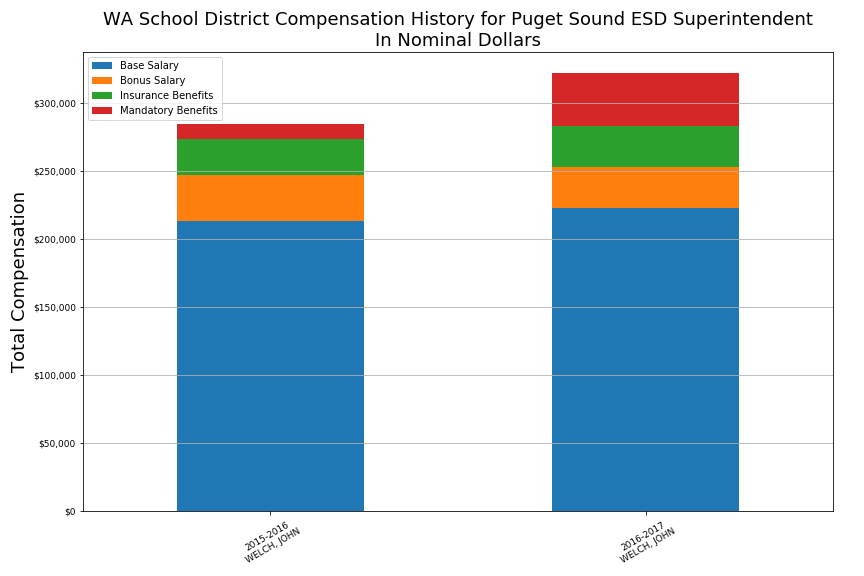 WA School District Compensation History for Puget Sound ESD Superintendent
In Nominal Dollars
Base Salary
Bonus Salary
Insurance Benefits
Mandatory Benefits
Total Compensation
$300,000
$250,000
$200,000
$150,000
$100,000
$50,000
$0
2015-2016
WELCH, JOHN
2016-2017
WELCH, JOHN